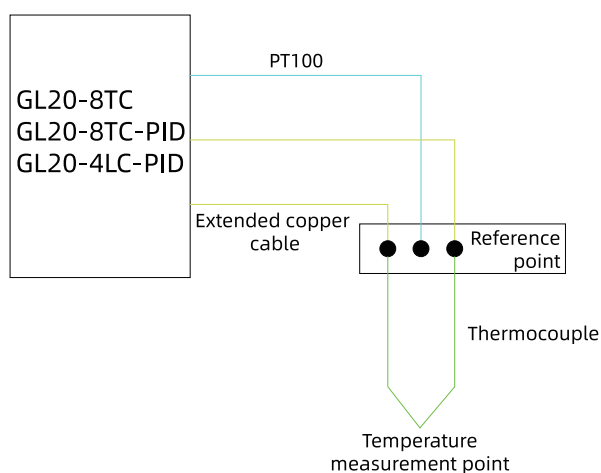 PT100
GL20-8TC
GL20-8TC-PID
GL20-4LC-PID
Extended copper
cable
Reference
point
Thermocouple
Temperature
measurement point